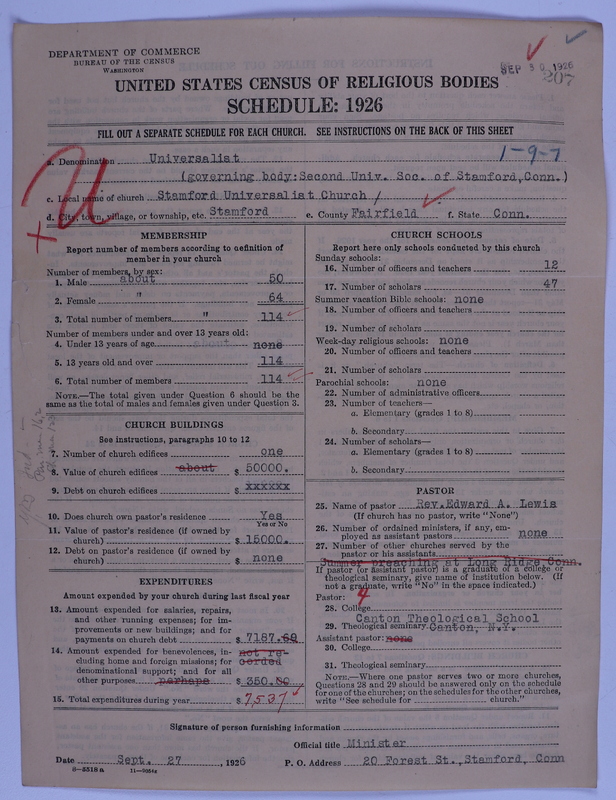 DEPARTMENT OF COMMERCE
BUREAU OF THE CENSUS
WASHINGTON
SEP 30 1926
207
UNITED STATES CENSUS OF RELIGIOUS BODIES
SCHEDULE: 1926
FILL OUT A SEPARATE SCHEDULE FOR EACH CHURCH. SEE INSTRUCTIONS ON THE BACK OF THIS SHEET
a. Denomination Universalist 1-9-7
(governing body:Second Univ. Soc. of Stamford,Conn.)
c. Local name of church Stamford Universalist Church /
d. City, town, village, or township, etc. Stamford e. County Fairfield f. State Conn.
U
MEMBERSHIP
Report number of members according to definition of
member in your church
Number of members, by sex:
1. Male about 50
2. Female " 64
3. Total number of members " 114
Number of members under and over 13 years old:
4. Under 13 years of age about none
5. 13 years old and over 114
6. Total number of members 114
NOTE.—The total given under Question 6 should be
same as the total of males and females given under Question 3.
CHURCH BUILDINGS
See instructions, paragraphs 10 to 12
7. Number of church edifices one
8. Value of church edifices about $ 50000.
9. Debt on church edifices $ xxxxxx
10. Does church own pastor's residence Yes
Yes or No
11. Value of pastor's residence (if owned by
church) $ 15000.
12. Debt on pastor's residence (if owned by
church) $ none
EXPENDITURES
Amount expended by your church during last fiscal year
13. Amount expended for salaries, repairs,
and other running expenses; for im-
provements or new buildings; and for
payments on church debt $ 7187.69
14. Amount expended for benevolences, in- not re-
cluding home and foreign missions; for corded
denominational support; and for all
other purposes perhaps $ 350.00
15. Total expenditures during year $ 7537
CHURCH SCHOOLS
Report here only schools conducted by this church
Sunday schools:
16. Number of officers and teachers 12
17. Number of scholars 47
Summer vacation Bible schools: none
18. Number of officers and teachers
19. Number of scholars
Week-day religious schools: none
20. Number of officers and teachers
21. Number of scholars
Parochial schools: none
22. Number of administrative officers
23. Number of teachers—
a. Elementary (grades 1 to 8)
b. Secondary
24. Number of scholars—
a. Elementary (grades 1 to 8)
b. Secondary
PASTOR
25. Name of pastor Rev.Edward A. Lewis
(If church has no pastor, write "None")
26. Number of ordained ministers, if any, em-
ployed as assistant pastors none
27. Number of other churches served by the
pastor or his assistants
Summer preaching at Long Ridge Conn.
If pastor (or assistant pastor) is a graduate of a college or
theological seminary, give name of institution below. (If
not a graduate, write "No" in the space indicated.)
Pastor: 4
28. College
Canton Theological School
29. Theological seminary Canton, N.Y.
Assistant pastor: none
30. College
31. Theological seminary
NOTE.—Where one pastor serves two or more churches,
Questions 28 and 29 should be answered only on the schedule
for one of the churches; on the schedules for the other churches,
write "See schedule for church."
Signature of person furnishing information
Official title Minister
Date Sept. 27, 1926 P. O. Address 20 Forest St.,Stamford, Conn